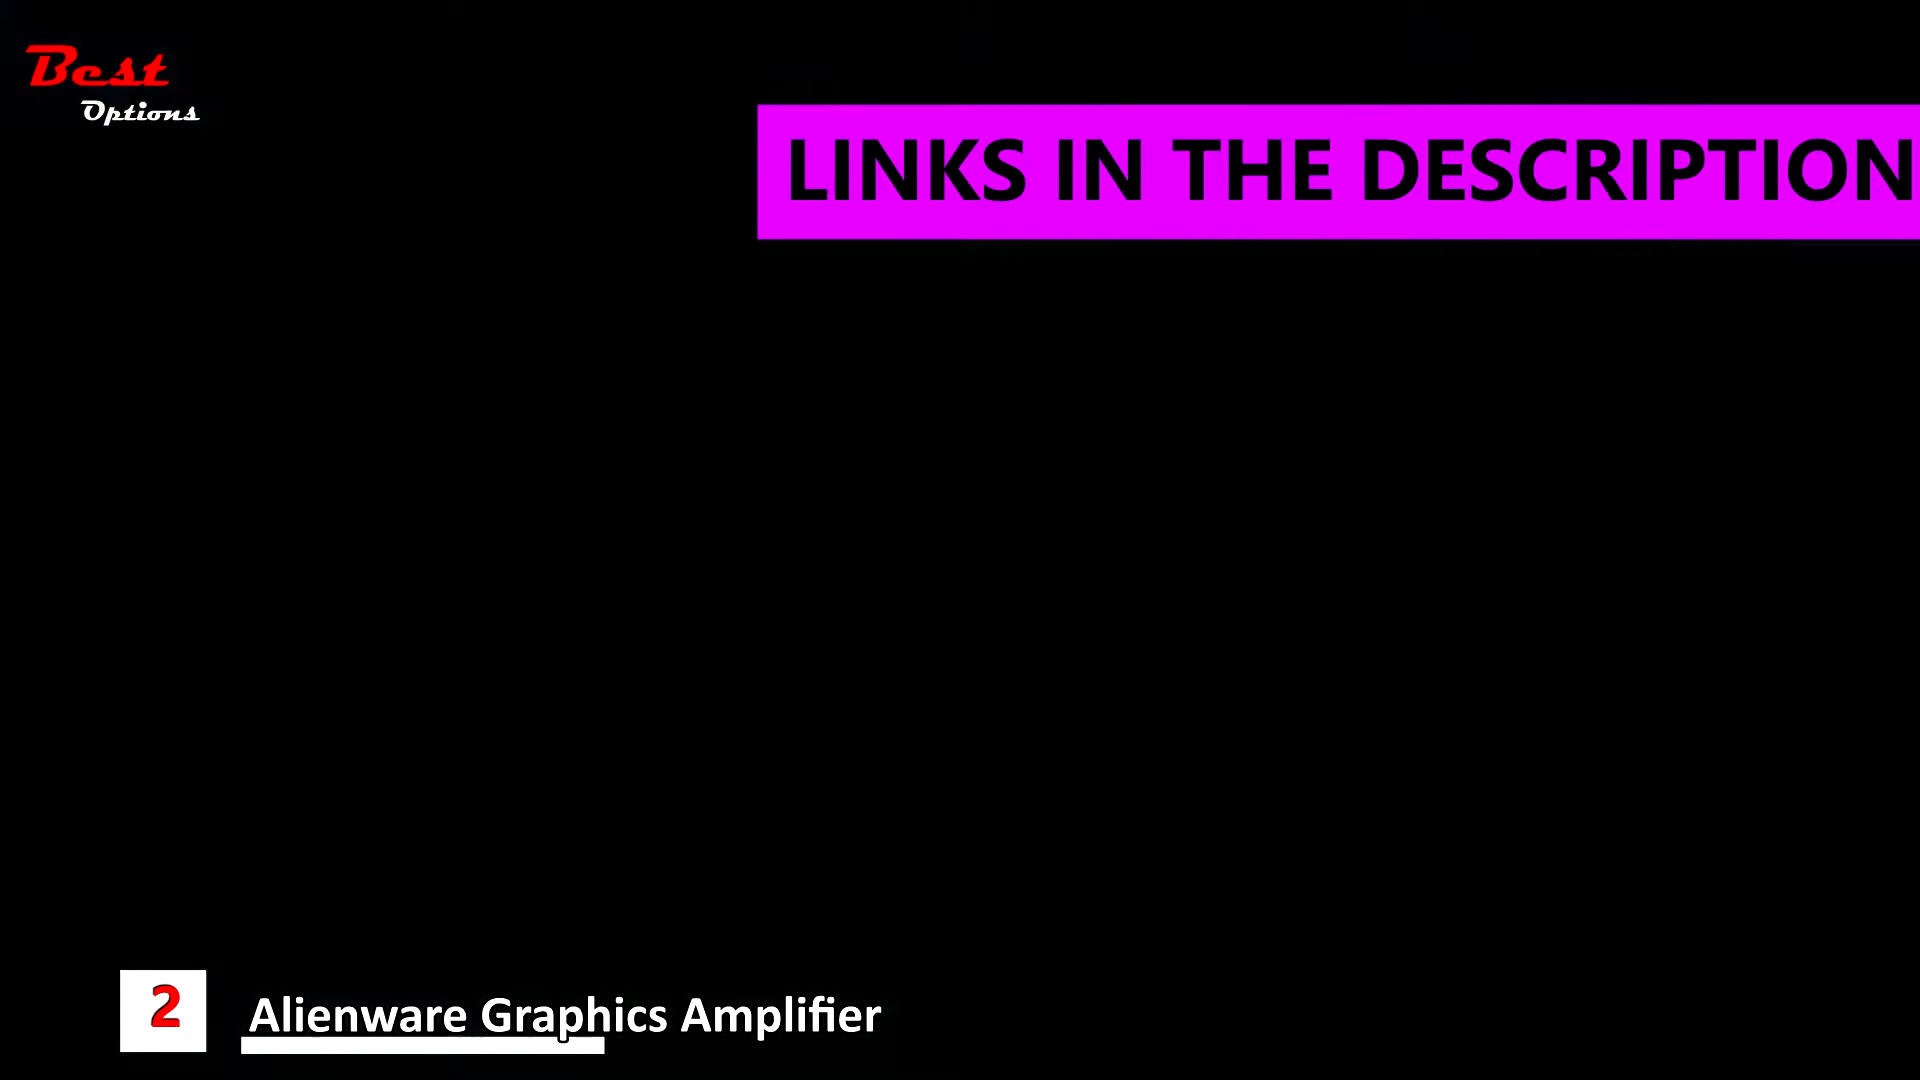 Best
Options
LINKS IN THE DESCRIPTION
2
Alienware Graphics Amplifier